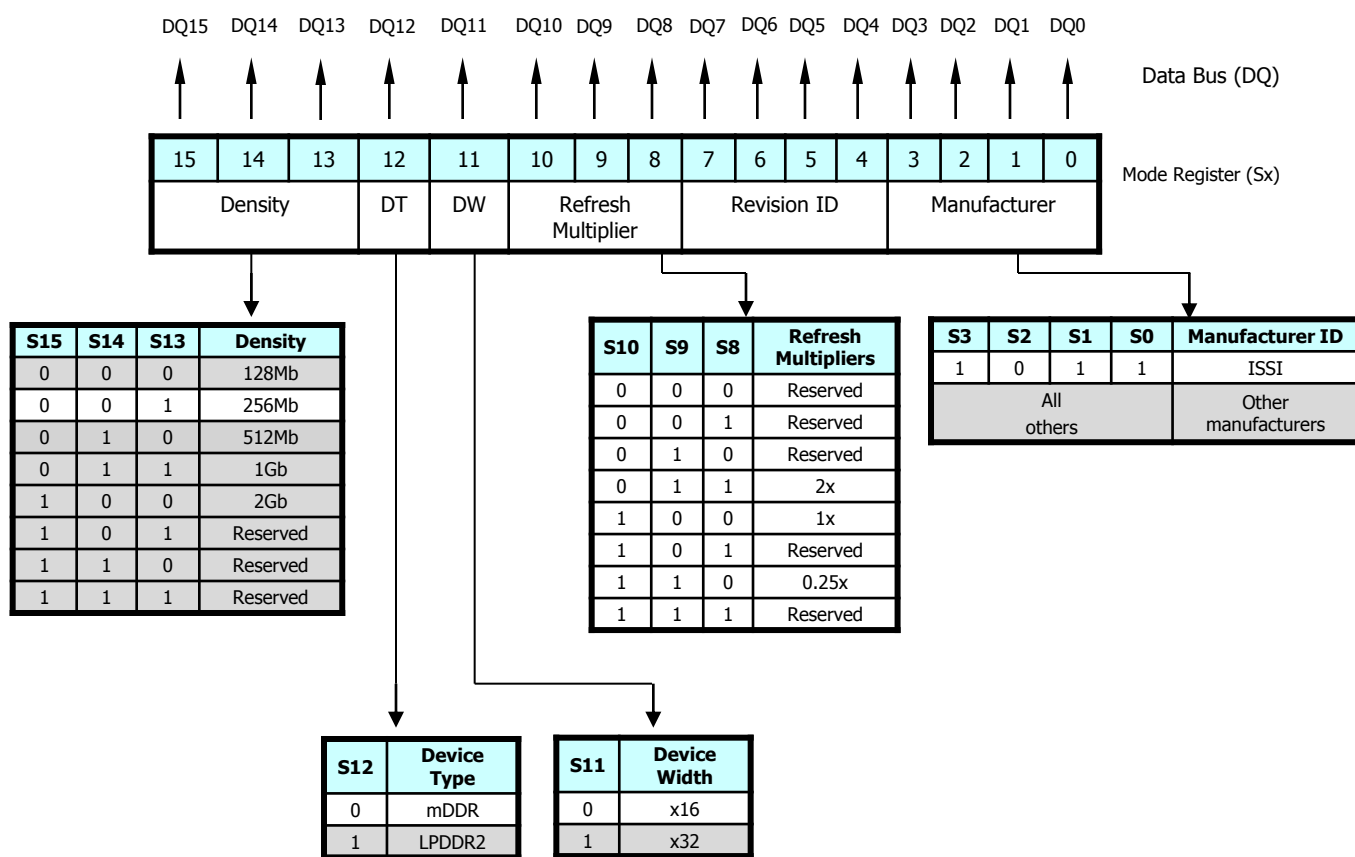 DQ15 DQ14 DQ13 DQ12 DQ11 DQ10 DQ9 DQ8 DQ7 DQ6 DQ5 DQ4 DQ3 DQ2 DQ1 DQ0
Data Bus (DQ)
15 14 13 12 11 10 9 8 7 6 5 4 3 2 1 0
Mode Register (Sx)
Density DT DW Refresh Multiplier Revision ID Manufacturer
S15 S14 S13 Density
0 0 0 128Mb
0 0 1 256Mb
0 1 0 512Mb
0 1 1 1Gb
1 0 0 2Gb
1 0 1 Reserved
1 1 0 Reserved
1 1 1 Reserved
S10 S9 S8 Refresh Multipliers
0 0 0 Reserved
0 0 1 Reserved
0 1 0 Reserved
0 1 1 2x
1 0 0 1x
1 0 1 Reserved
1 1 0 0.25x
1 1 1 Reserved
S3 S2 S1 S0 Manufacturer ID
1 0 1 1 ISSI
All others Other manufacturers
S12 Device Type
0 mDDR
1 LPDDR2
S11 Device Width
0 x16
1 x32